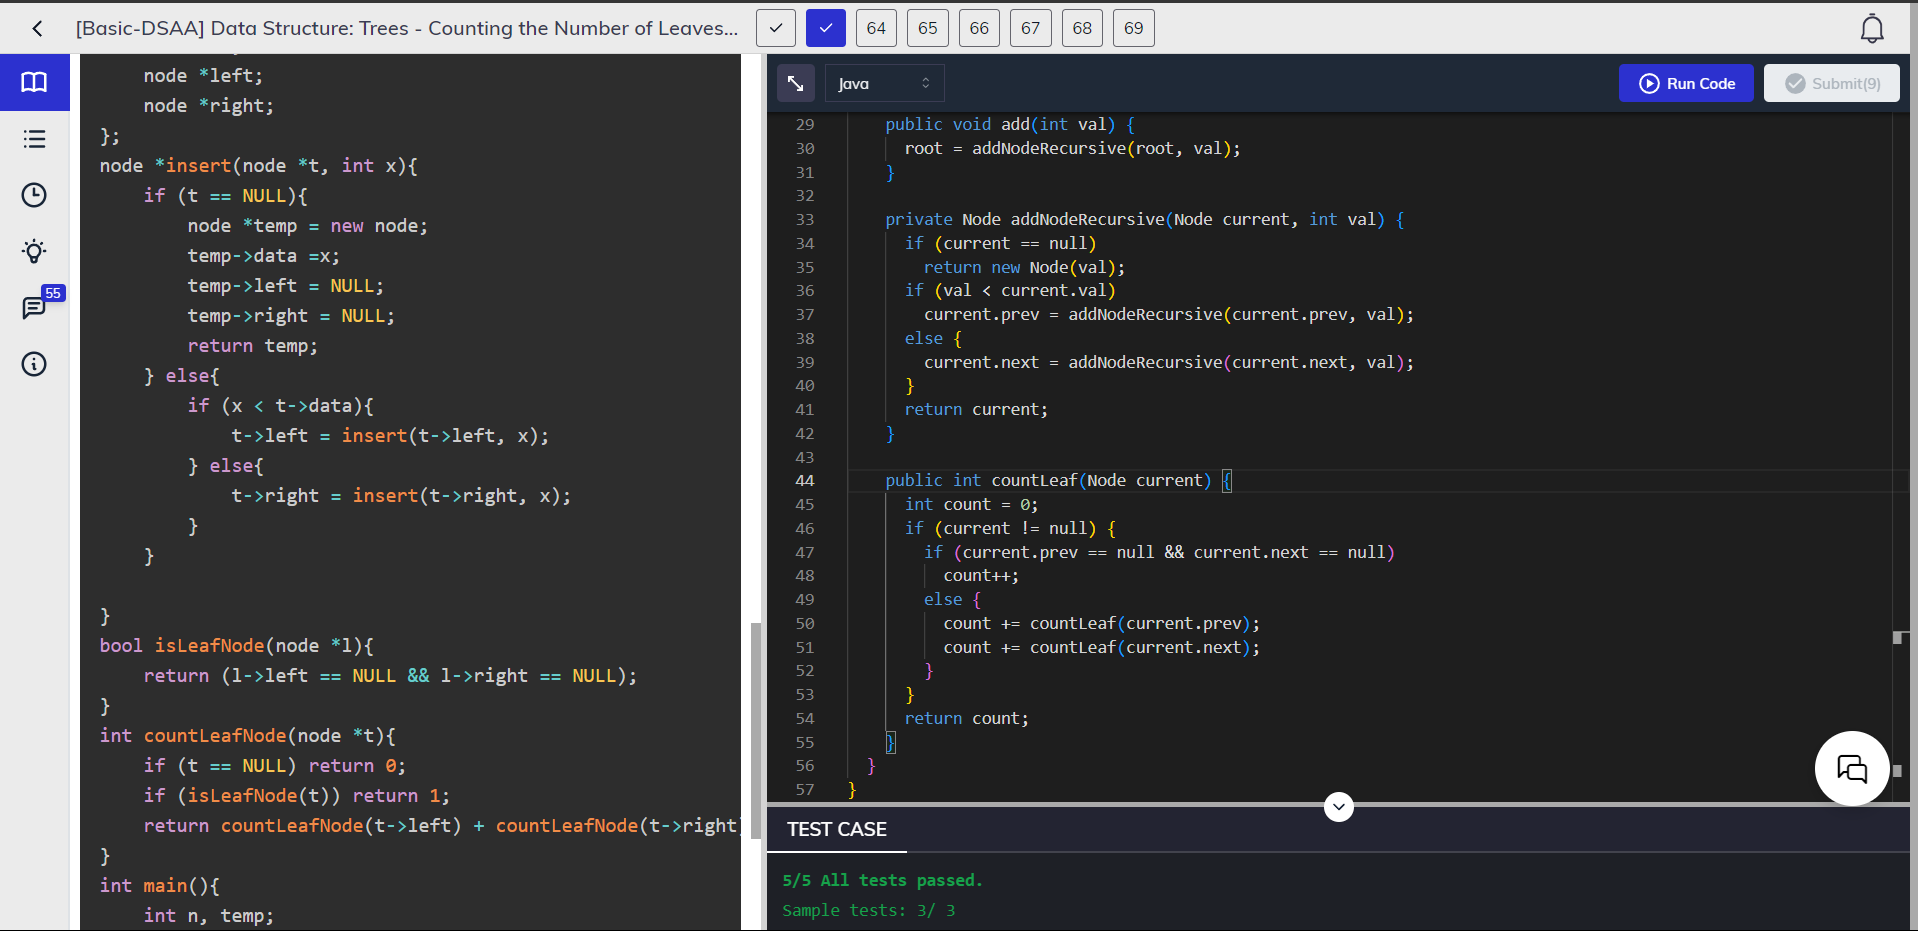 [Basic-DSAA] Data Structure: Trees - Counting the Number of Leaves...
64 65 66 67 68 69
55
node *left;
node *right;
};
node *insert(node *t, int x){
if (t == NULL){
node *temp = new node;
temp->data =x;
temp->left = NULL;
temp->right = NULL;
return temp;
} else{
if (x < t->data){
t->left = insert(t->left, x);
} else{
t->right = insert(t->right, x);
}
}
}
bool isLeafNode(node *l){
return (l->left == NULL && l->right == NULL);
}
int countLeafNode(node *t){
if (t == NULL) return 0;
if (isLeafNode(t)) return 1;
return countLeafNode(t->left) + countLeafNode(t->right)
}
int main(){
int n, temp;
Java
Run Code
Submit(9)
29 public void add(int val) {
30 root = addNodeRecursive(root, val);
31 }
32
33 private Node addNodeRecursive(Node current, int val) {
34 if (current == null)
35 return new Node(val);
36 if (val < current.val)
37 current.prev = addNodeRecursive(current.prev, val);
38 else {
39 current.next = addNodeRecursive(current.next, val);
40 }
41 return current;
42 }
43
44 public int countLeaf(Node current) {
45 int count = 0;
46 if (current != null) {
47 if (current.prev == null && current.next == null)
48 count++;
49 else {
50 count += countLeaf(current.prev);
51 count += countLeaf(current.next);
52 }
53 }
54 return count;
55 }
56 }
57 }
TEST CASE
5/5 All tests passed.
Sample tests: 3/ 3